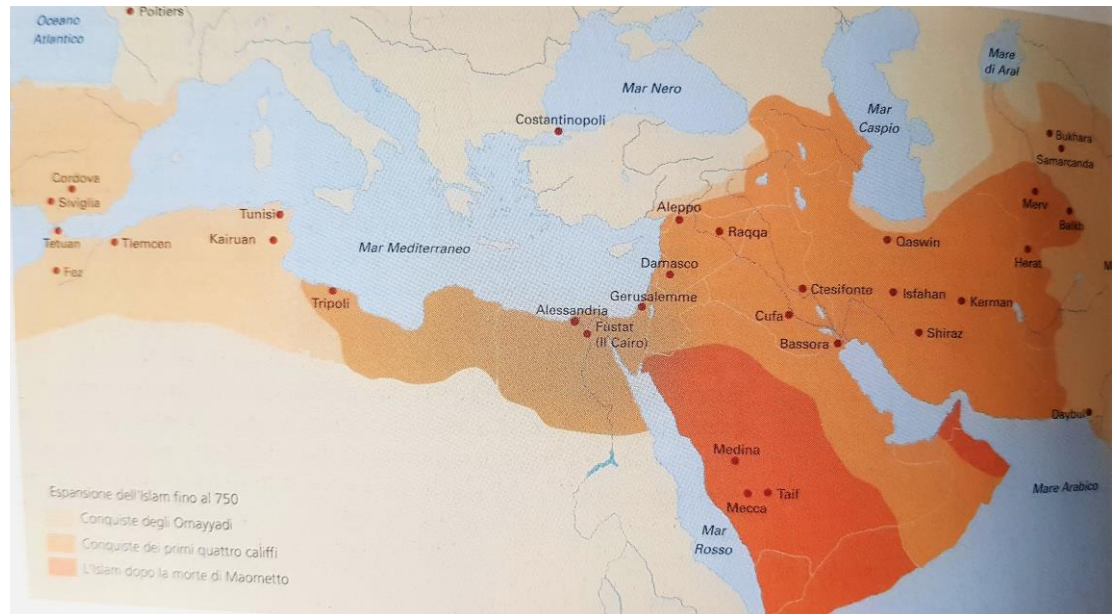 Oceano
Atlantico
Poitiers
Mar Nero
Mare
di Aral
Mar
Caspio
Costantinopoli
Bukhara
Samarcanda
Cordova
Siviglia
Tunisi
Aleppo
Merv
Balkh
Tetuan
Tlemcen
Kairuan
Mar Mediterraneo
Raqqa
Qaswin
Herat
Fez
Damasco
Tripoli
Gerusalemme
Ctesifonte
Isfahan
Kerman
Alessandria
Fustat
(Il Cairo)
Cufa
Bassora
Shiraz
Daybul
Medina
Mecca
Taif
Mare Arabico
Mar
Rosso
Espansione dell'Islam fino al 750
Conquiste degli Omayyadi
Conquiste dei primi quattro califfi
L'Islam dopo la morte di Maometto